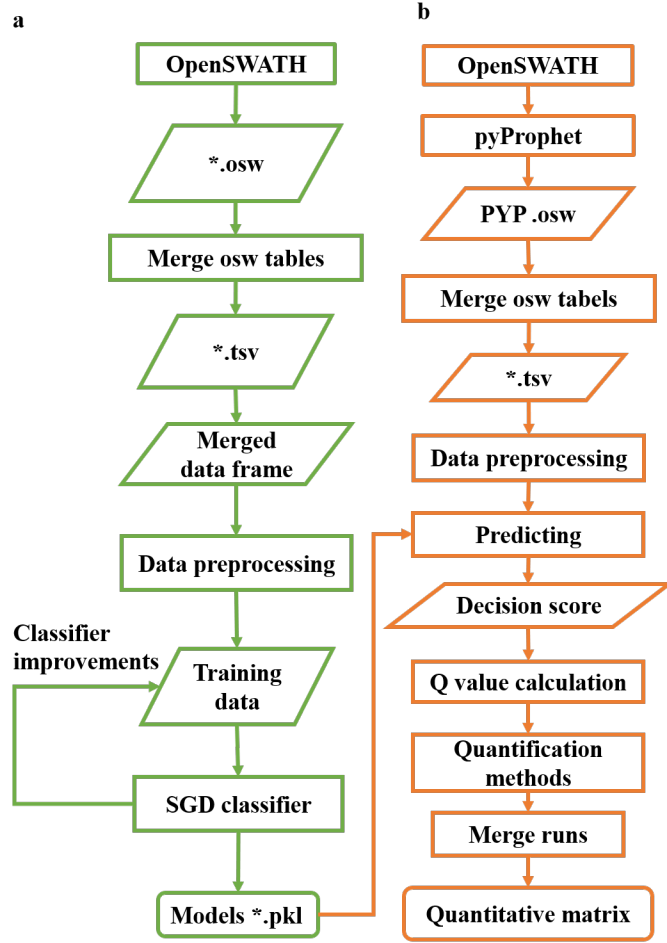 a
OpenSWATH
*.osw
Merge osw tables
*.tsv
Merged
data frame
Data preprocessing
Classifier
improvements
Training
data
SGD classifier
Models *.pkl
b
OpenSWATH
pyProphet
PYP .osw
Merge osw tabels
*.tsv
Data preprocessing
Predicting
Decision score
Q value calculation
Quantification
methods
Merge runs
Quantitative matrix